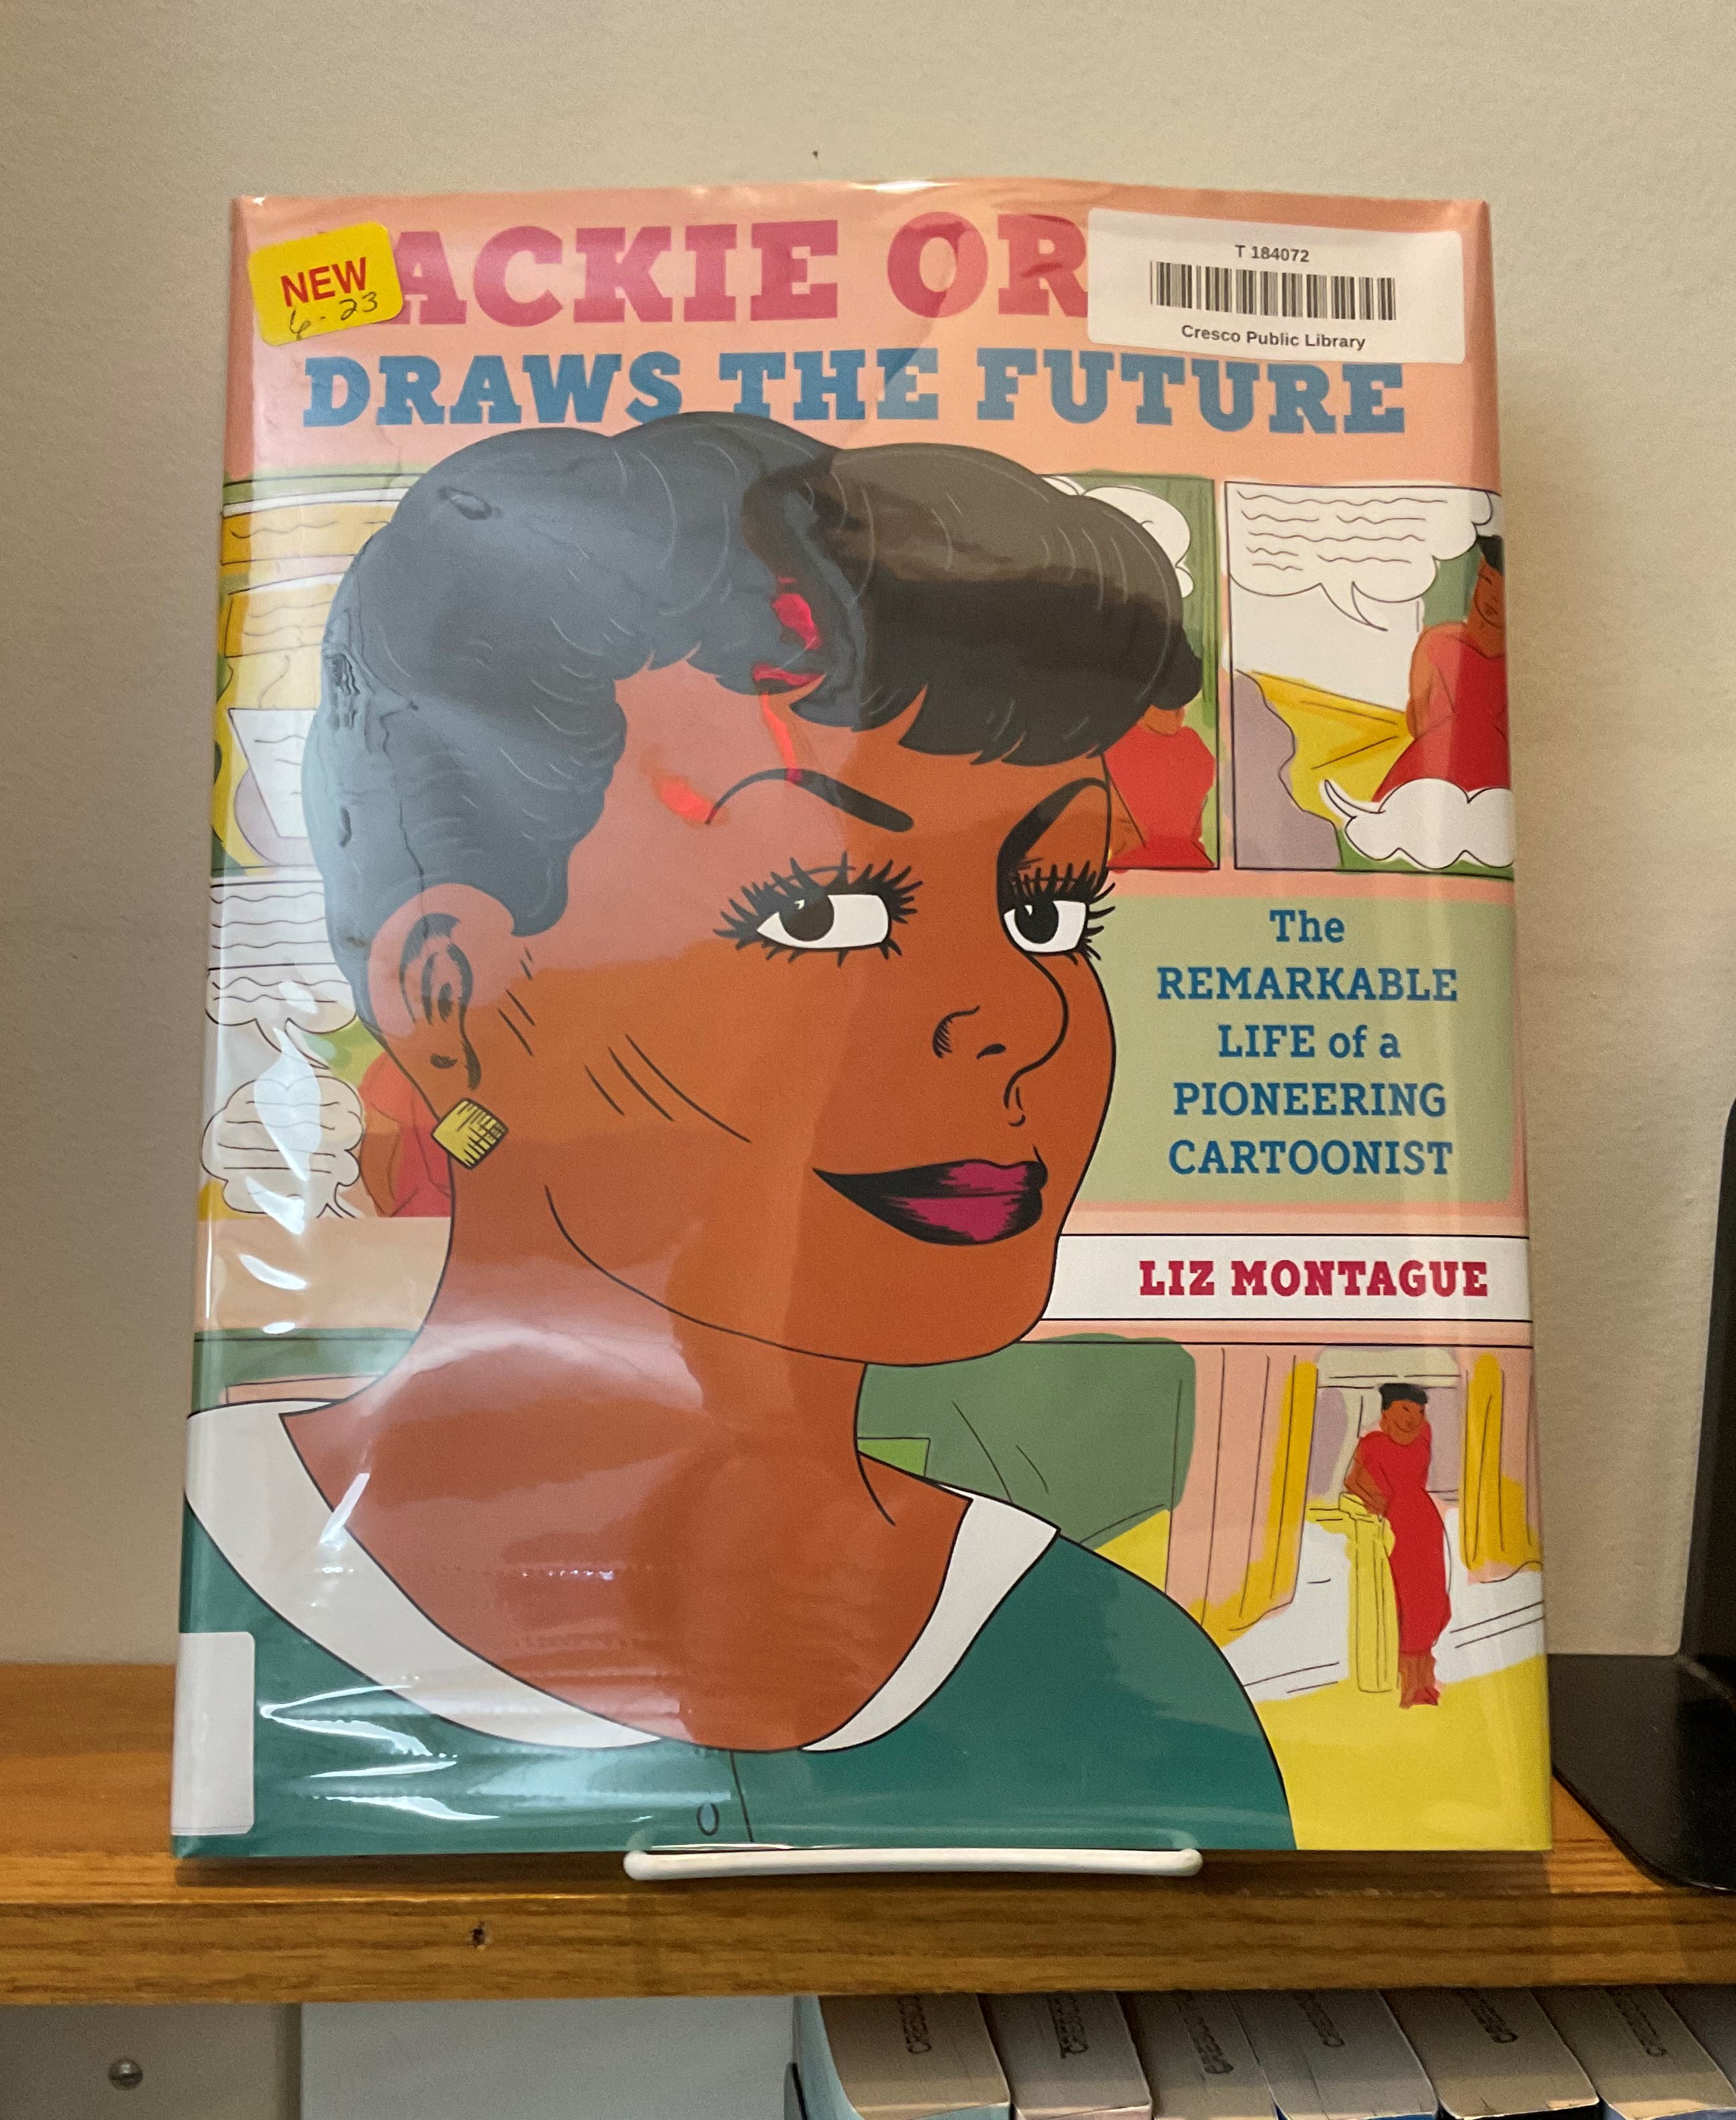 NEW
6-23
ACKIE OR
T 184072
Cresco Public Library
DRAWS THE FUTURE
The
REMARKABLE
LIFE of a
PIONEERING
CARTOONIST
LIZ MONTAGUE